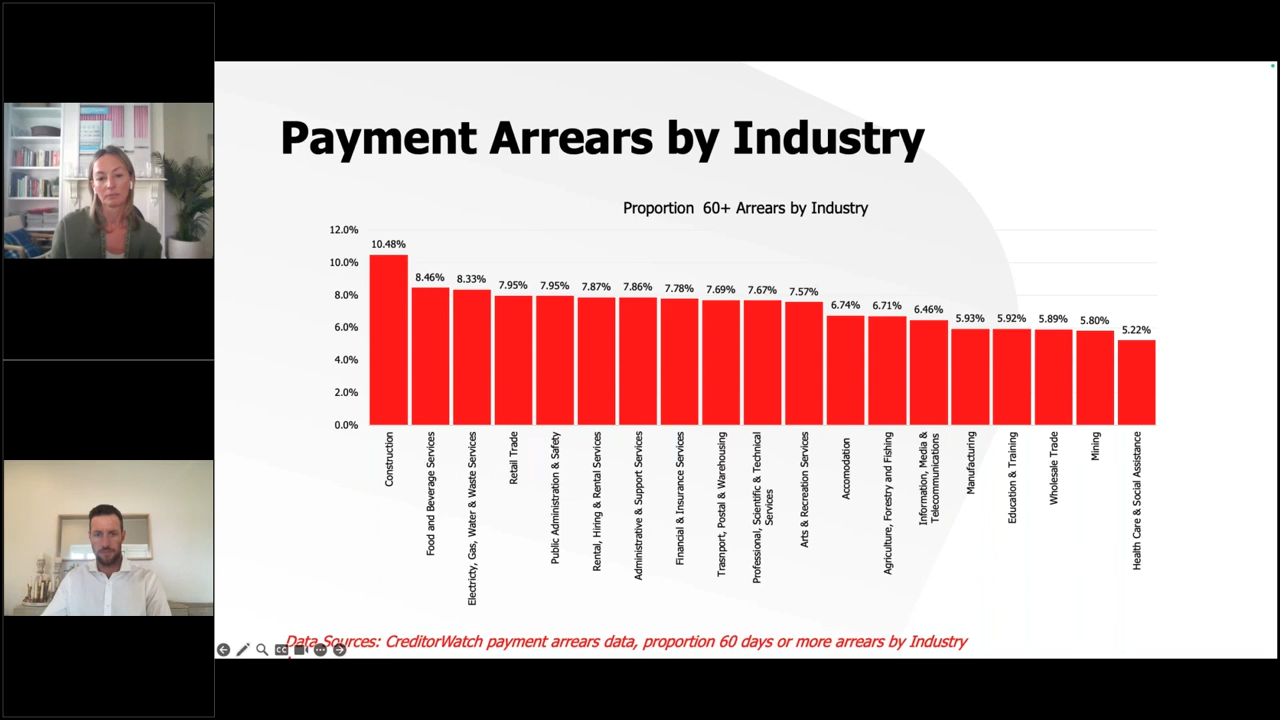 Payment Arrears by Industry
Proportion 60+ Arrears by Industry
12.0%
10.0%
8.0%
6.0%
4.0%
2.0%
0.0%
10.48%
8.46%
8.33%
7.95%
7.95%
7.87%
7.86%
7.78%
7.69%
7.67%
7.57%
6.74%
6.71%
6.46%
5.93%
5.92%
5.89%
5.80%
5.22%
Construction
Food and Beverage Services
Electricty, Gas, Water & Waste Services
Retail Trade
Public Administration & Safety
Rental, Hiring & Rental Services
Administrative & Support Services
Financial & Insurance Services
Trasnport, Postal & Warehousing
Professional, Scientific & Technical
Services
Arts & Recreation Services
Accomodation
Agriculture, Forestry and Fishing
Information, Media &
Telecommunications
Manufacturing
Education & Training
Wholesale Trade
Mining
Health Care & Social Assistance
Data Sources: CreditorWatch payment arrears data, proportion 60 days or more arrears by Industry
CC